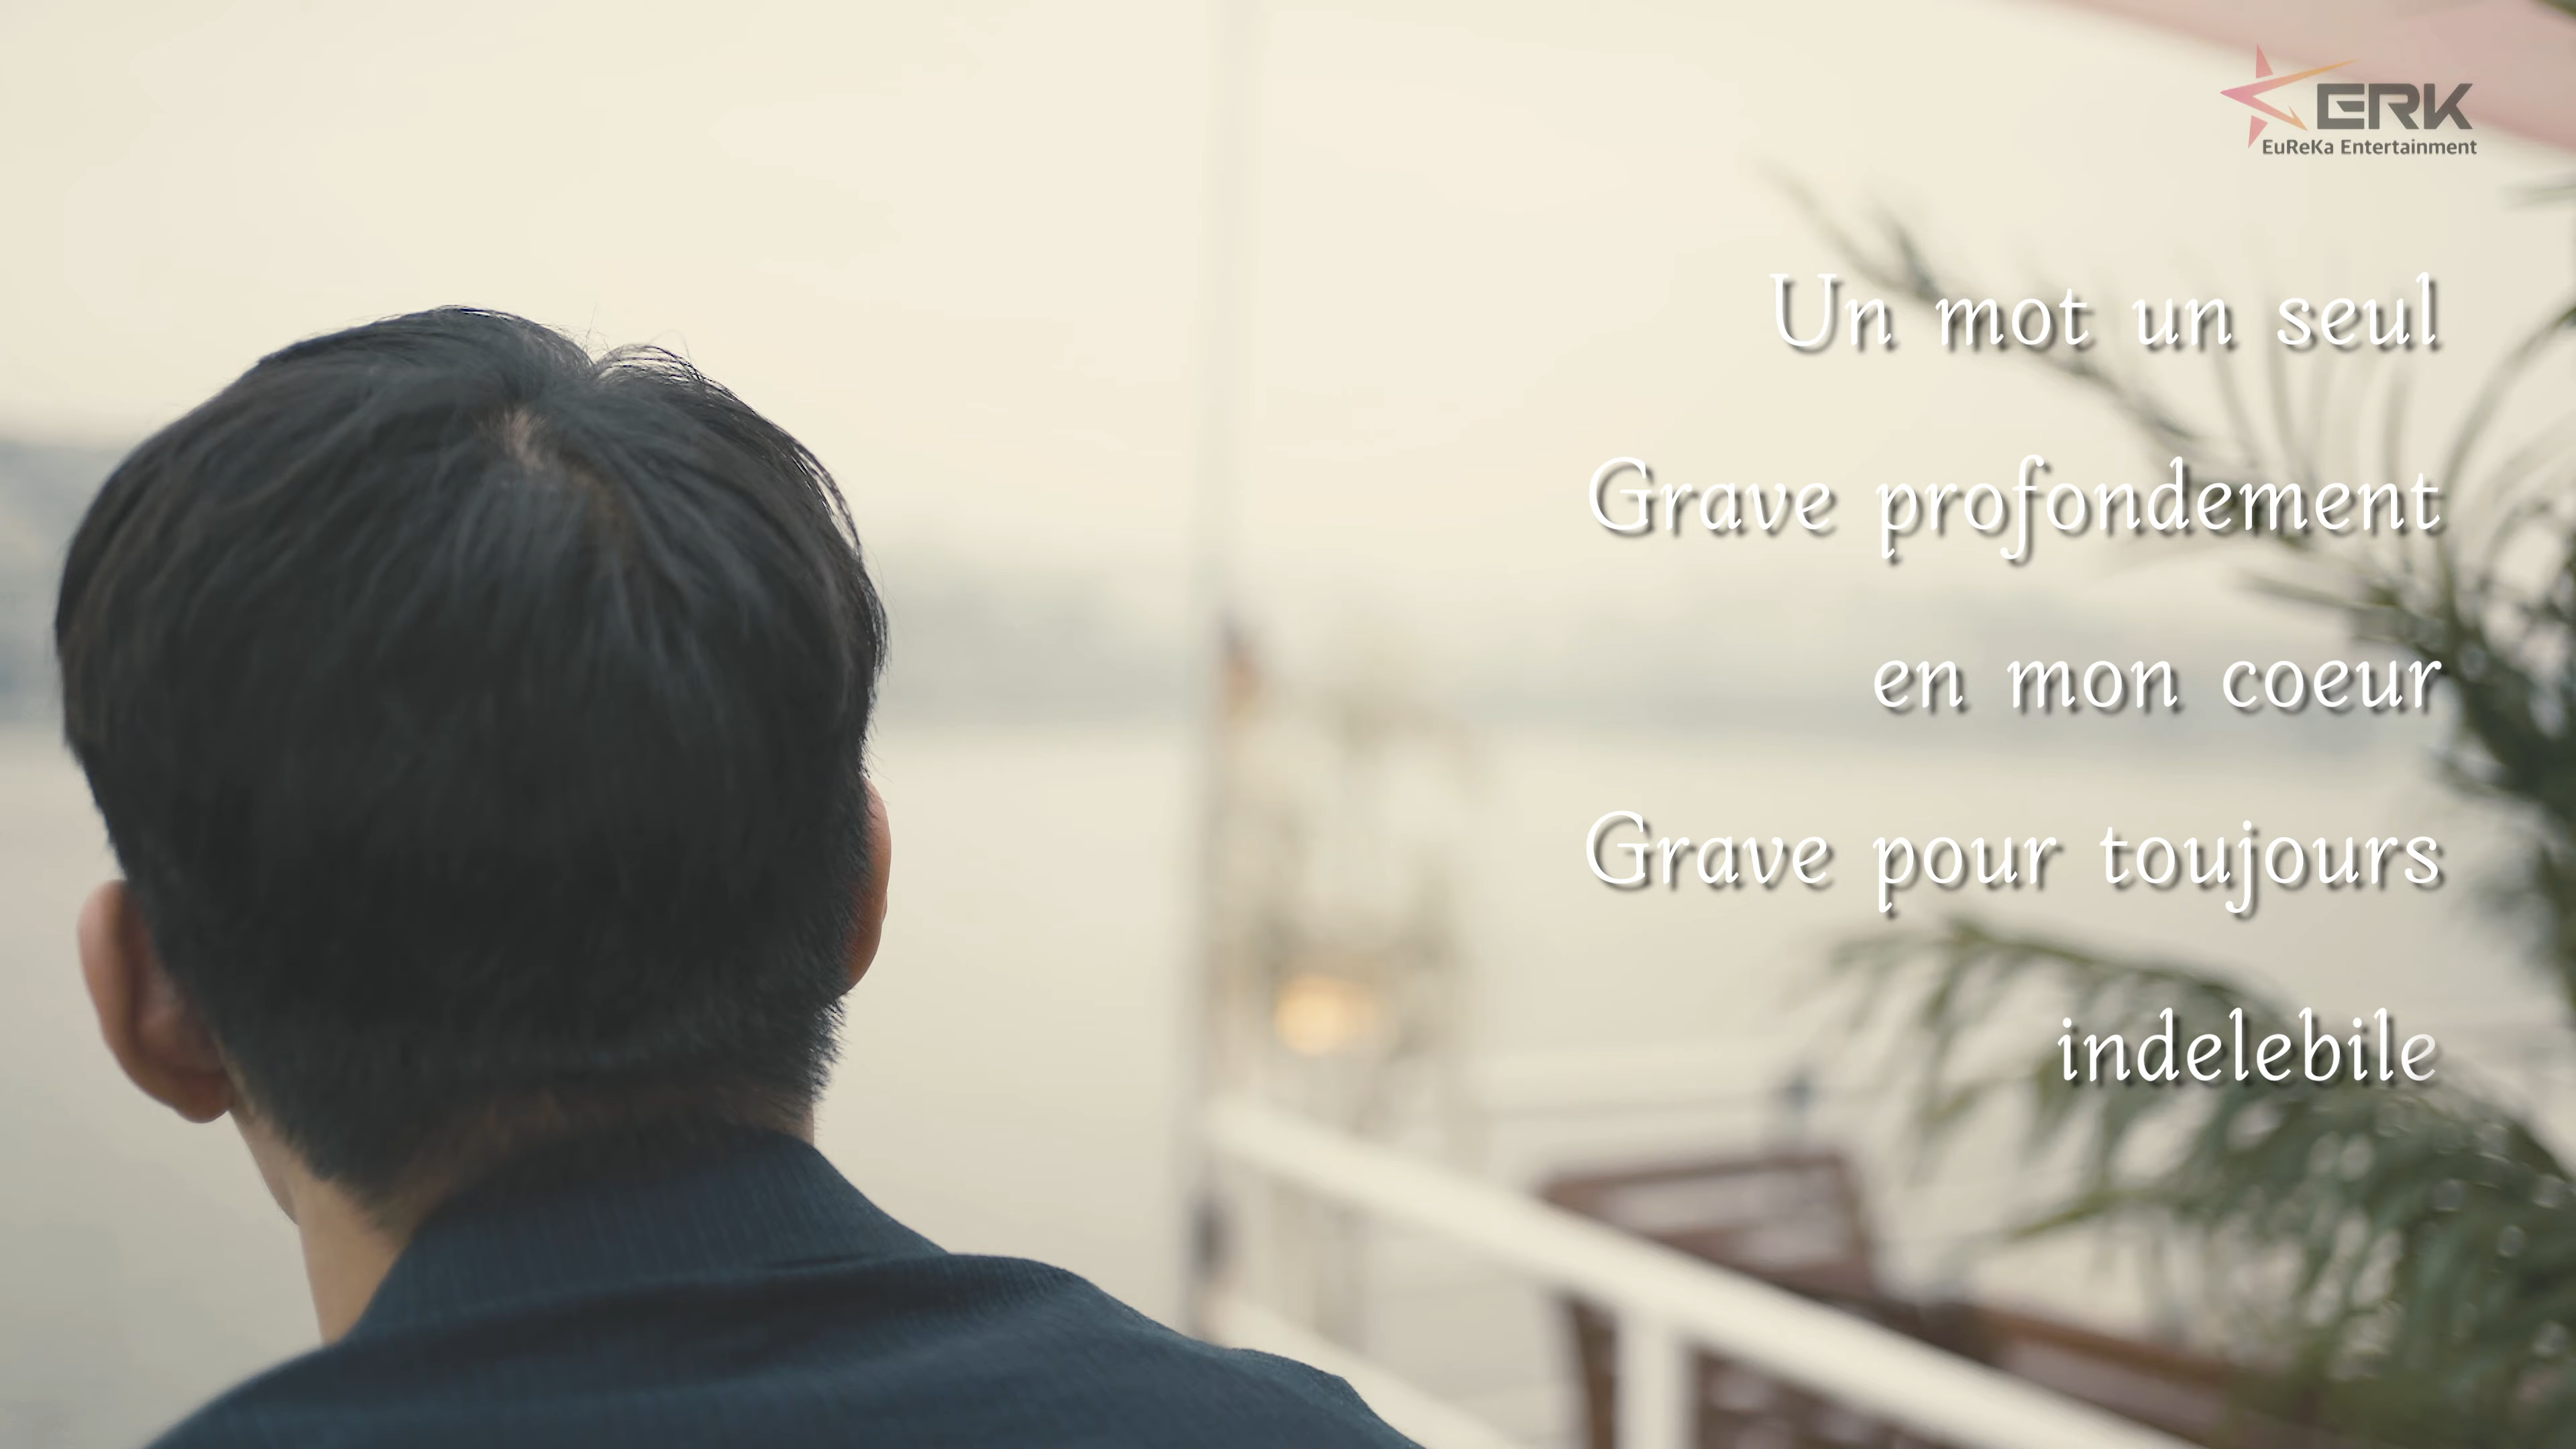 ERK
EuReKa Entertainment
Un mot un seul
Grave profondement
en mon coeur
Grave pour toujours
indelebile